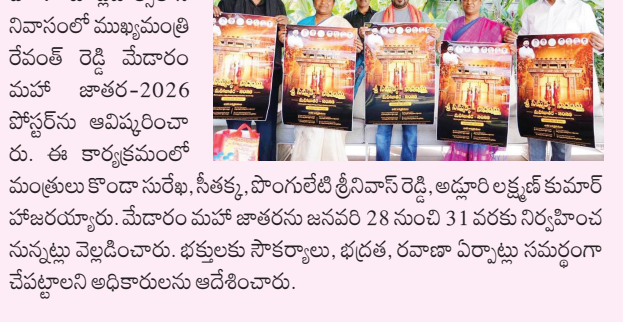 నివాసంలో ముఖ్యమంత్రి
రేవంత్ రెడ్డి మేడారం
మహా జాతర-2026
పోస్టర్‌ను ఆవిష్కరించా
రు. ఈ కార్యక్రమంలో
మంత్రులు కొండా సురేఖ, సీతక్క, పొంగులేటి శ్రీనివాస్ రెడ్డి, అడ్లూరి లక్ష్మణ్ కుమార్
హాజరయ్యారు. మేడారం మహా జాతరను జనవరి 28 నుంచి 31 వరకు నిర్వహించ
నున్నట్లు వెల్లడించారు. భక్తులకు సౌకర్యాలు, భద్రత, రవాణా ఏర్పాట్లు సమర్థంగా
చేపట్టాలని అధికారులను ఆదేశించారు.